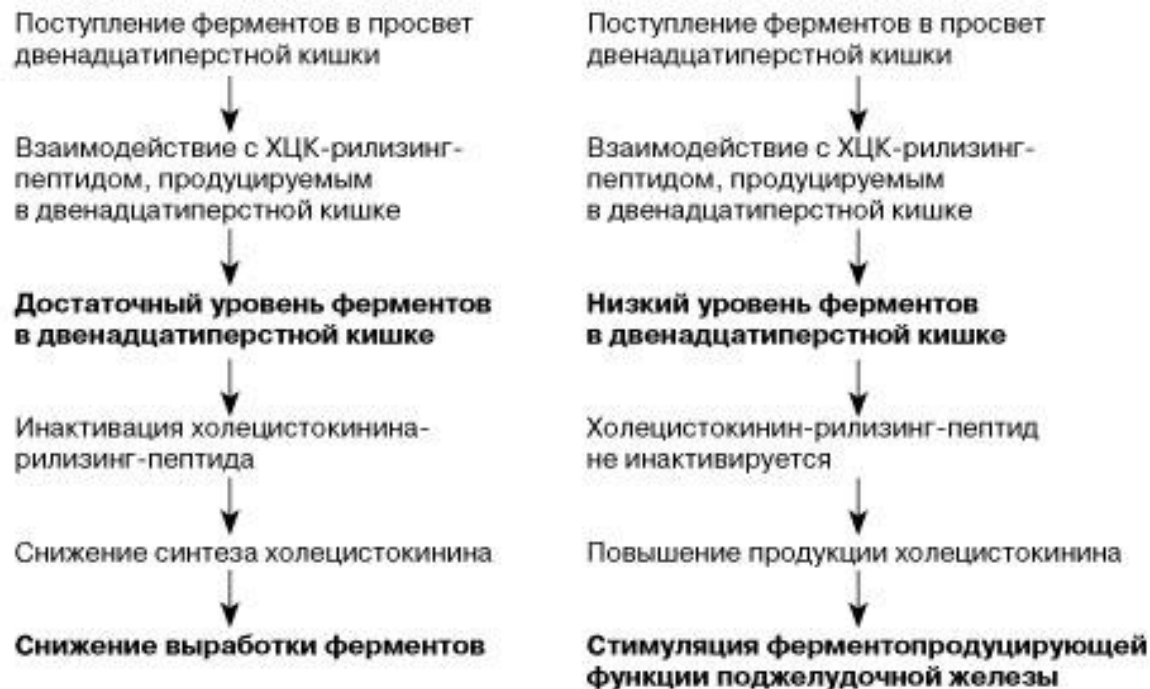 Поступление ферментов в просвет
двенадцатиперстной кишки
Взаимодействие с ХЦК-рилизинг-
пептидом, продуцируемым
в двенадцатиперстной кишке
Достаточный уровень ферментов
в двенадцатиперстной кишке
Инактивация холецистокинина-
рилизинг-пептида
Снижение синтеза холецистокинина
Снижение выработки ферментов
Поступление ферментов в просвет
двенадцатиперстной кишки
Взаимодействие с ХЦК-рилизинг-
пептидом, продуцируемым
в двенадцатиперстной кишке
Низкий уровень ферментов
в двенадцатиперстной кишке
Холецистокинин-рилизинг-пептид
не инактивируется
Повышение продукции холецистокинина
Стимуляция ферментопродуцирующей
функции поджелудочной железы